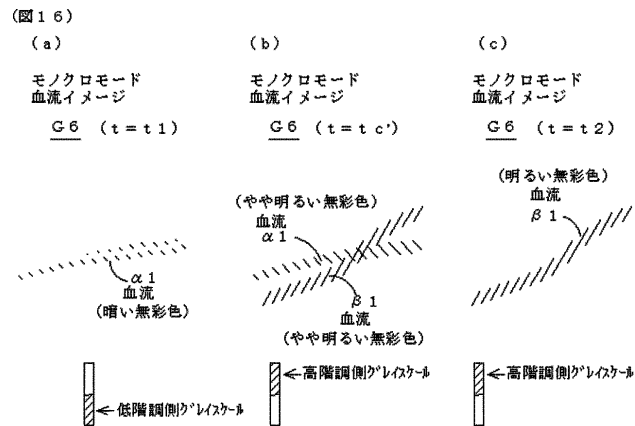 (図16)
(a)
モノクロモード
血流イメージ
G6 (t=t1)
α1
血流
(暗い無彩色)
←低階調側グレイスケール
(b)
モノクロモード
血流イメージ
G6 (t=tc')
(やや明るい無彩色)
血流
α1
β1
血流
(やや明るい無彩色)
←高階調側グレイスケール
(c)
モノクロモード
血流イメージ
G6 (t=t2)
(明るい無彩色)
血流
β1
←高階調側グレイスケール